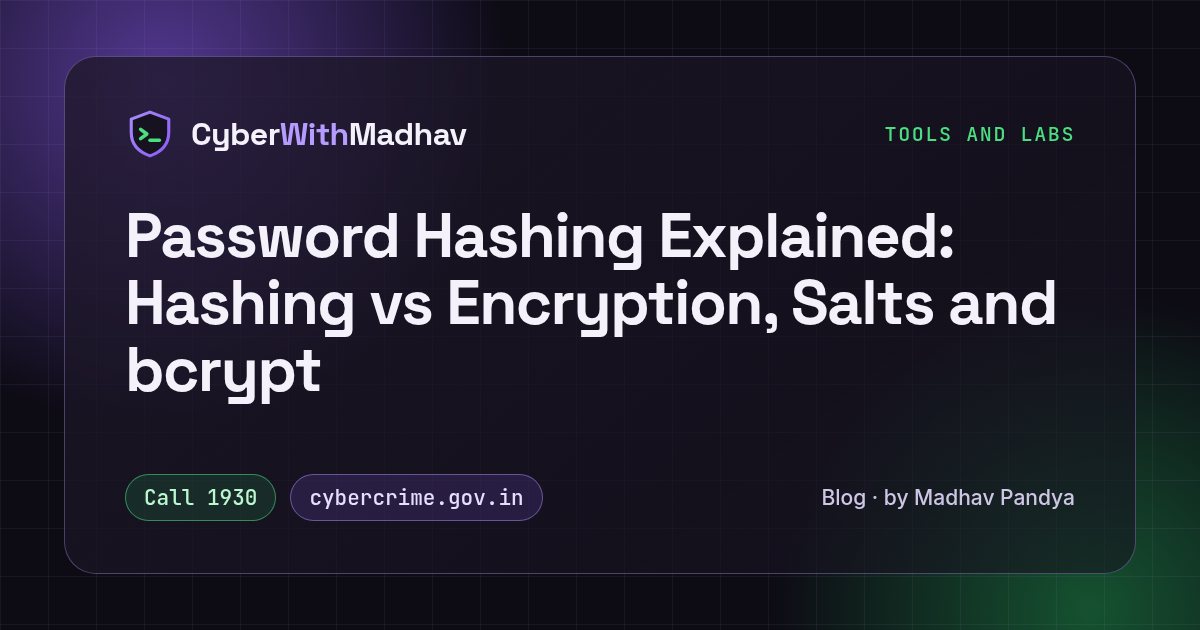 CyberWithMadhav
TOOLS AND LABS
Password Hashing Explained:
Hashing vs Encryption, Salts and
bcrypt
Call 1930
cybercrime.gov.in
Blog · by Madhav Pandya